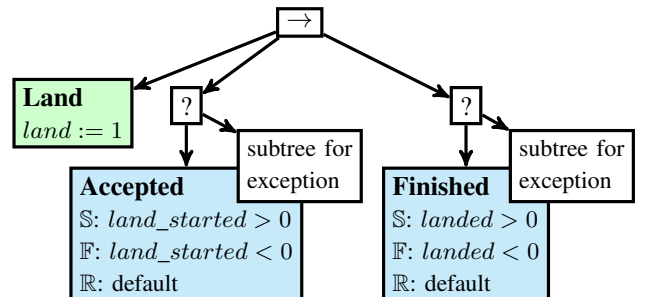 →
Land
land := 1
?
?
subtree for
exception
subtree for
exception
Accepted
𝕊: land_started > 0
𝔽: land_started < 0
ℝ: default
Finished
𝕊: landed > 0
𝔽: landed < 0
ℝ: default